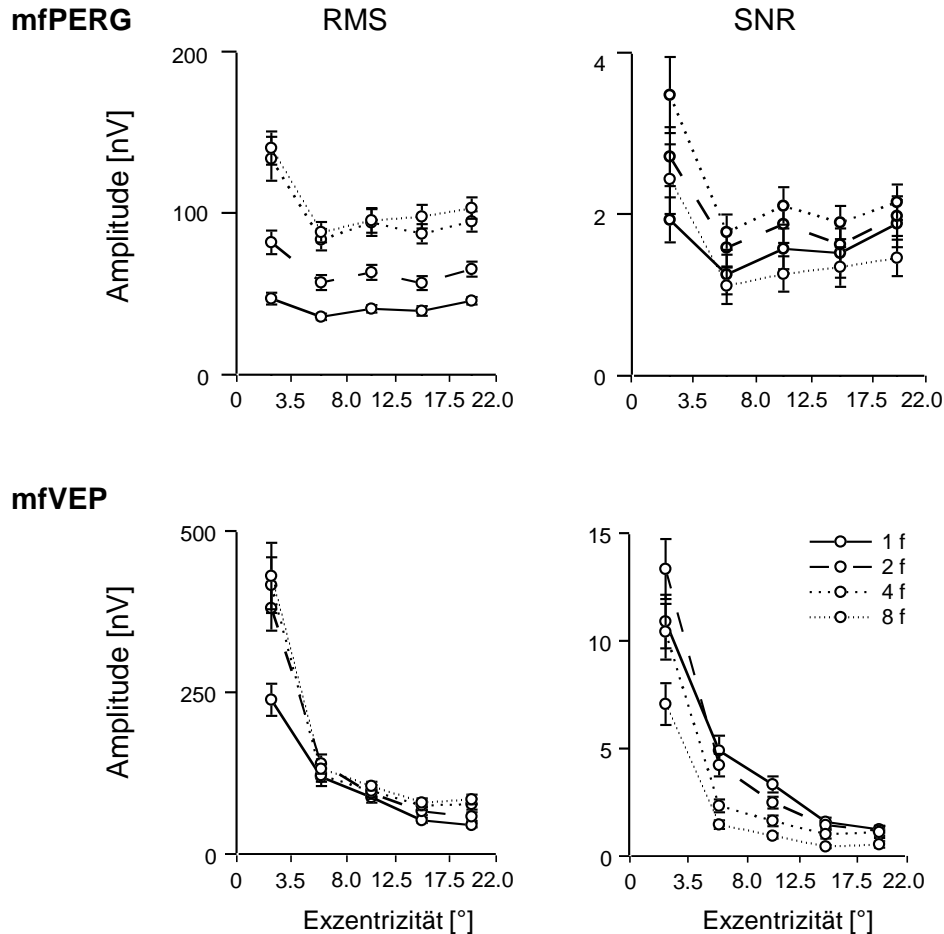 mfPERG RMS SNR
200
100
0
Amplitude [nV]
0 3.5 8.0 12.5 17.5 22.0
4
2
0
0 3.5 8.0 12.5 17.5 22.0
mfVEP
500
250
0
Amplitude [nV]
0 3.5 8.0 12.5 17.5 22.0
Exzentrizität [°]
15
10
5
0
1 f
2 f
4 f
8 f
0 3.5 8.0 12.5 17.5 22.0
Exzentrizität [°]